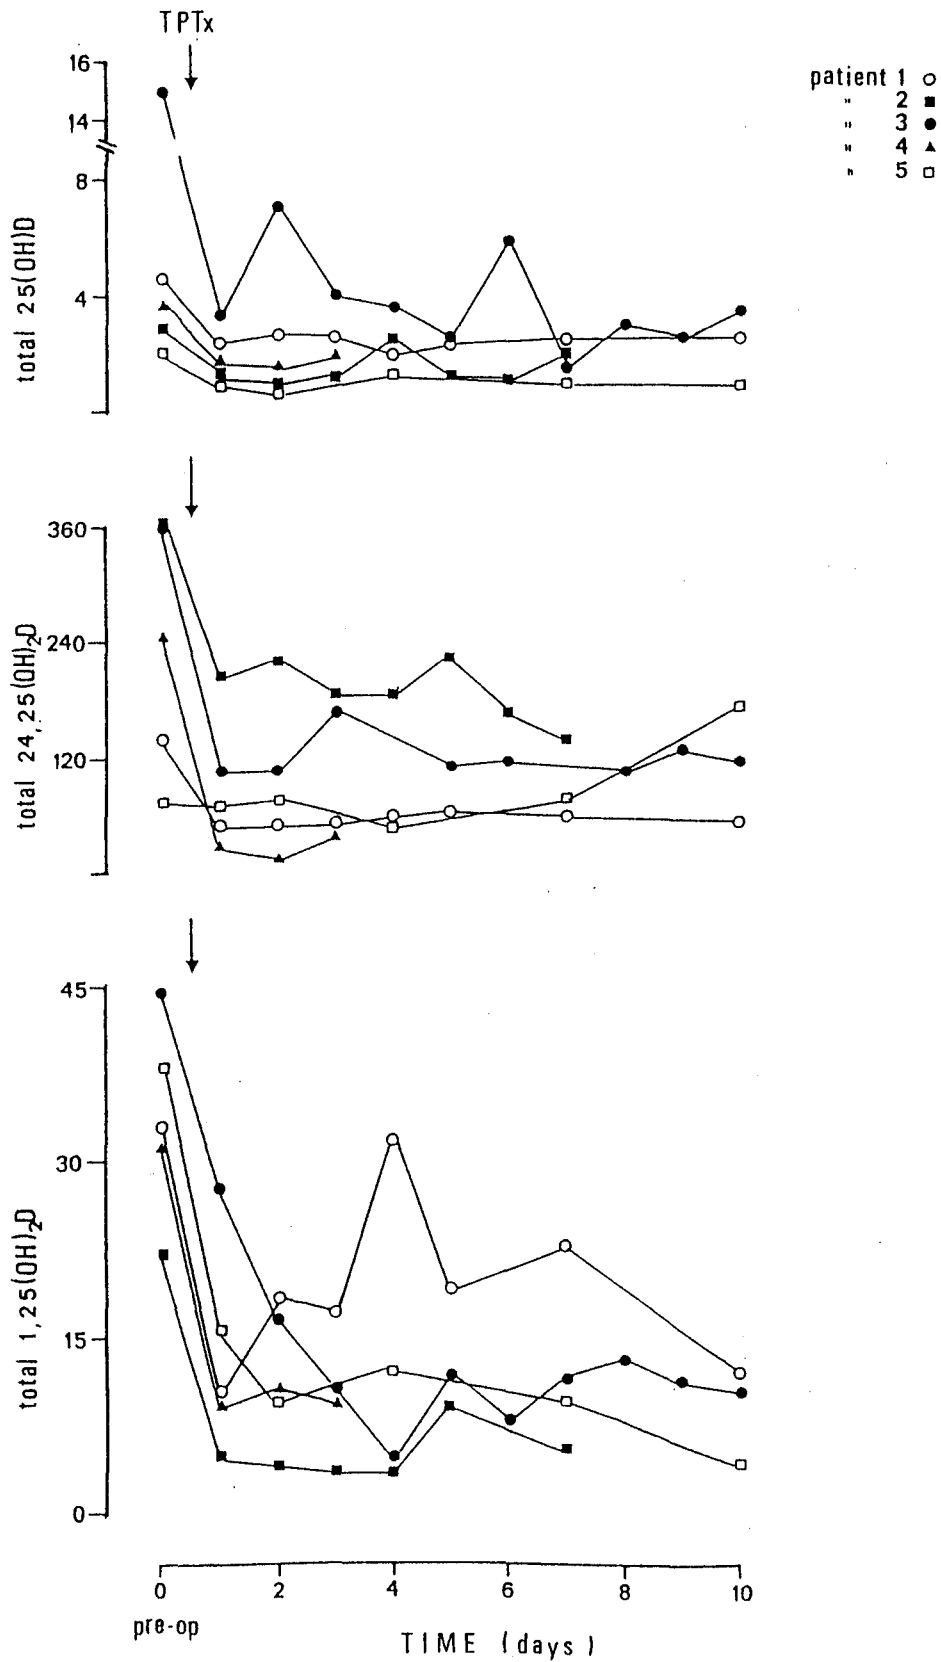 TPTx
patient 1
" 2
" 3
" 4
" 5
16
14
8
4
total 25(OH)D
360
240
120
total 24,25(OH)2D
45
30
15
0
total 1,25(OH)2D
0 2 4 6 8 10
pre-op
TIME (days)